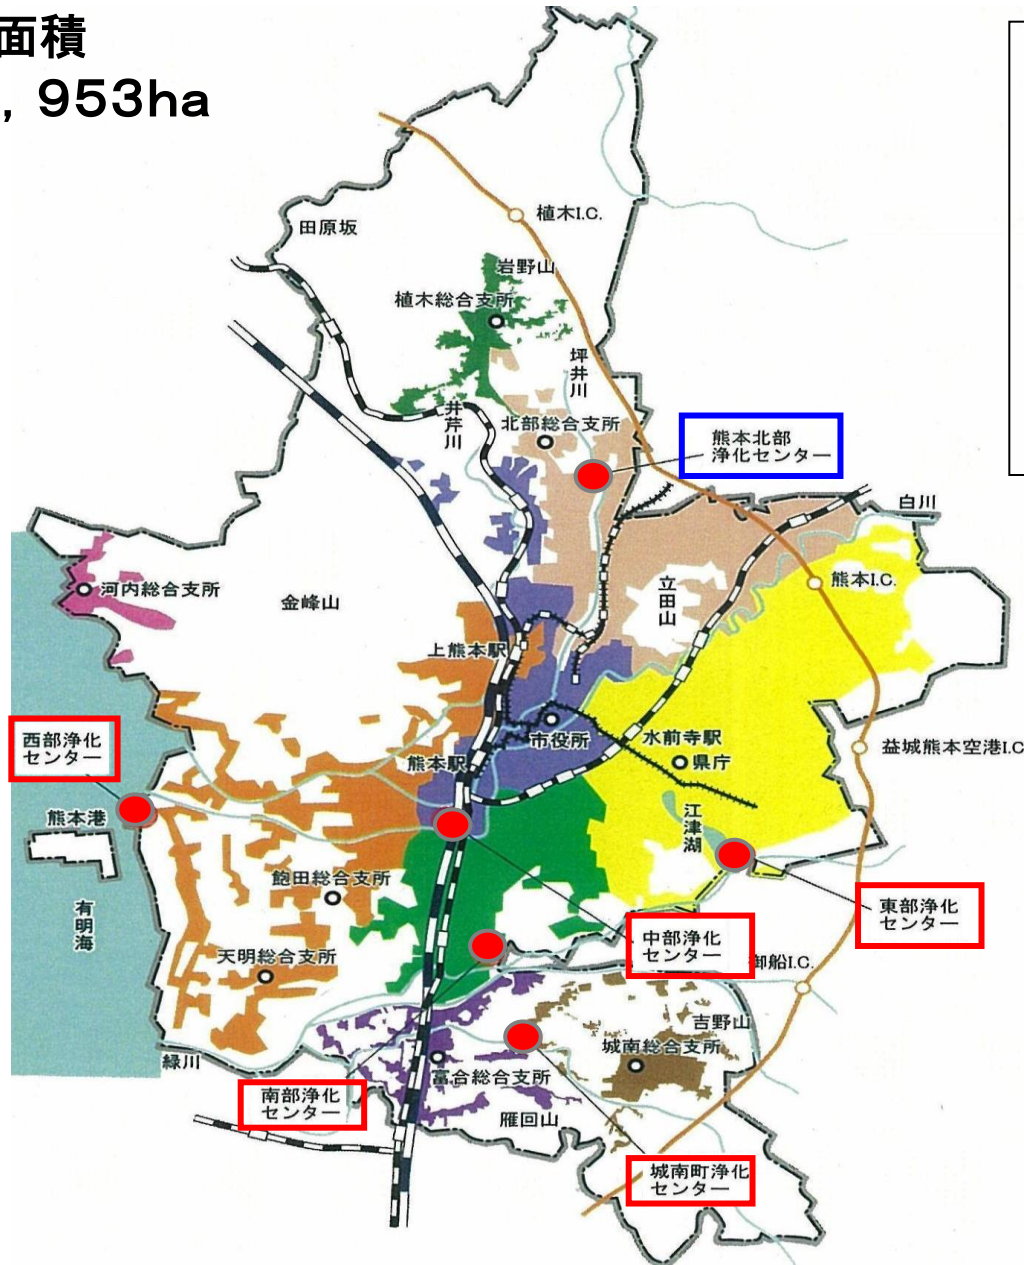 面積
, 953ha
田原坂
植木I.C.
岩野山
植木総合支所
坪井川
井芹川
北部総合支所
熊本北部
浄化センター
白川
河内総合支所
金峰山
立田山
熊本I.C.
上熊本駅
西部浄化
センター
市役所
水前寺駅
熊本駅
県庁
益城熊本空港I.C
熊本港
江津湖
飽田総合支所
有明海
東部浄化
センター
中部浄化
センター
天明総合支所
御船I.C.
吉野山
緑川
城南総合支所
富合総合支所
南部浄化
センター
雁回山
城南町浄化
センター